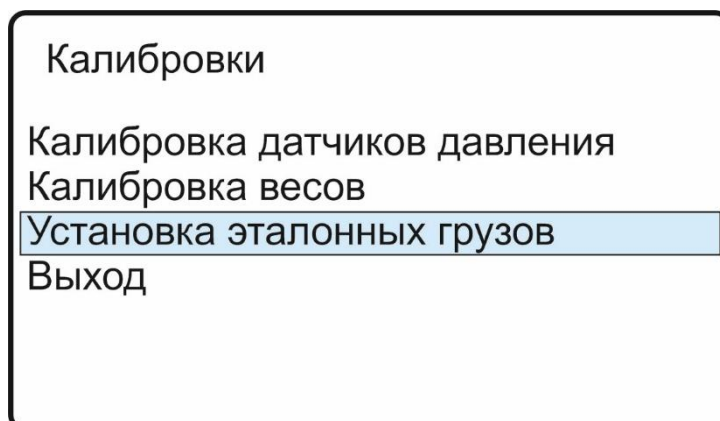 Калибровки
Калибровка датчиков давления
Калибровка весов
Установка эталонных грузов
Выход